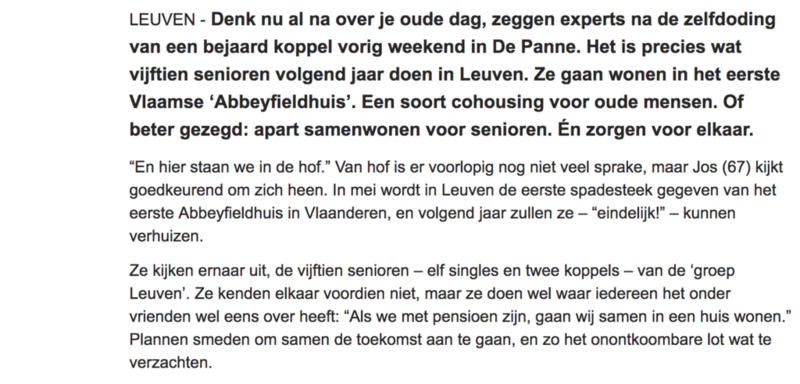 LEUVEN - Denk nu al na over je oude dag, zeggen experts na de zelfdoding
van een bejaard koppel vorig weekend in De Panne. Het is precies wat
vijftien senioren volgend jaar doen in Leuven. Ze gaan wonen in het eerste
Vlaamse ‘Abbeyfieldhuis’. Een soort cohousing voor oude mensen. Of
beter gezegd: apart samenwonen voor senioren. Én zorgen voor elkaar.
“En hier staan we in de hof.” Van hof is er voorlopig nog niet veel sprake, maar Jos (67) kijkt
goedkeurend om zich heen. In mei wordt in Leuven de eerste spadesteek gegeven van het
eerste Abbeyfieldhuis in Vlaanderen, en volgend jaar zullen ze – “eindelijk!” – kunnen
verhuizen.
Ze kijken ernaar uit, de vijftien senioren – elf singles en twee koppels – van de ‘groep
Leuven’. Ze kenden elkaar voordien niet, maar ze doen wel waar iedereen het onder
vrienden wel eens over heeft: “Als we met pensioen zijn, gaan wij samen in een huis wonen.”
Plannen smeden om samen de toekomst aan te gaan, en zo het onontkoombare lot wat te
verzachten.